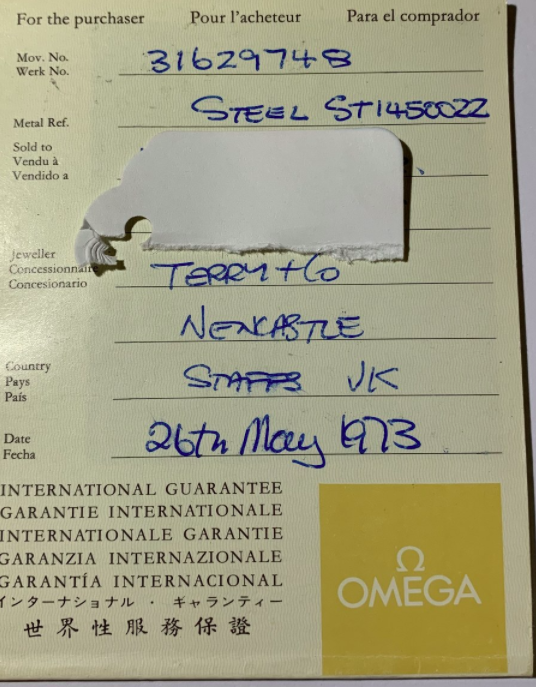 For the purchaser Pour l'acheteur Para el comprador
Mov. No.
Werk No.
31629748
Metal Ref.
STEEL ST1450022
Sold to
Vendu à
Vendido a
Jeweller
Concessionnaire
Concesionario
TERRY + Co
NEWCASTLE
Country
Pays
País
STAFFS UK
Date
Fecha
26th May 1973
INTERNATIONAL GUARANTEE
GARANTIE INTERNATIONALE
INTERNATIONALE GARANTIE
GARANZIA INTERNAZIONALE
GARANTÍA INTERNACIONAL
インターナショナル・ギャランティー
世界性服務保證
Ω
OMEGA